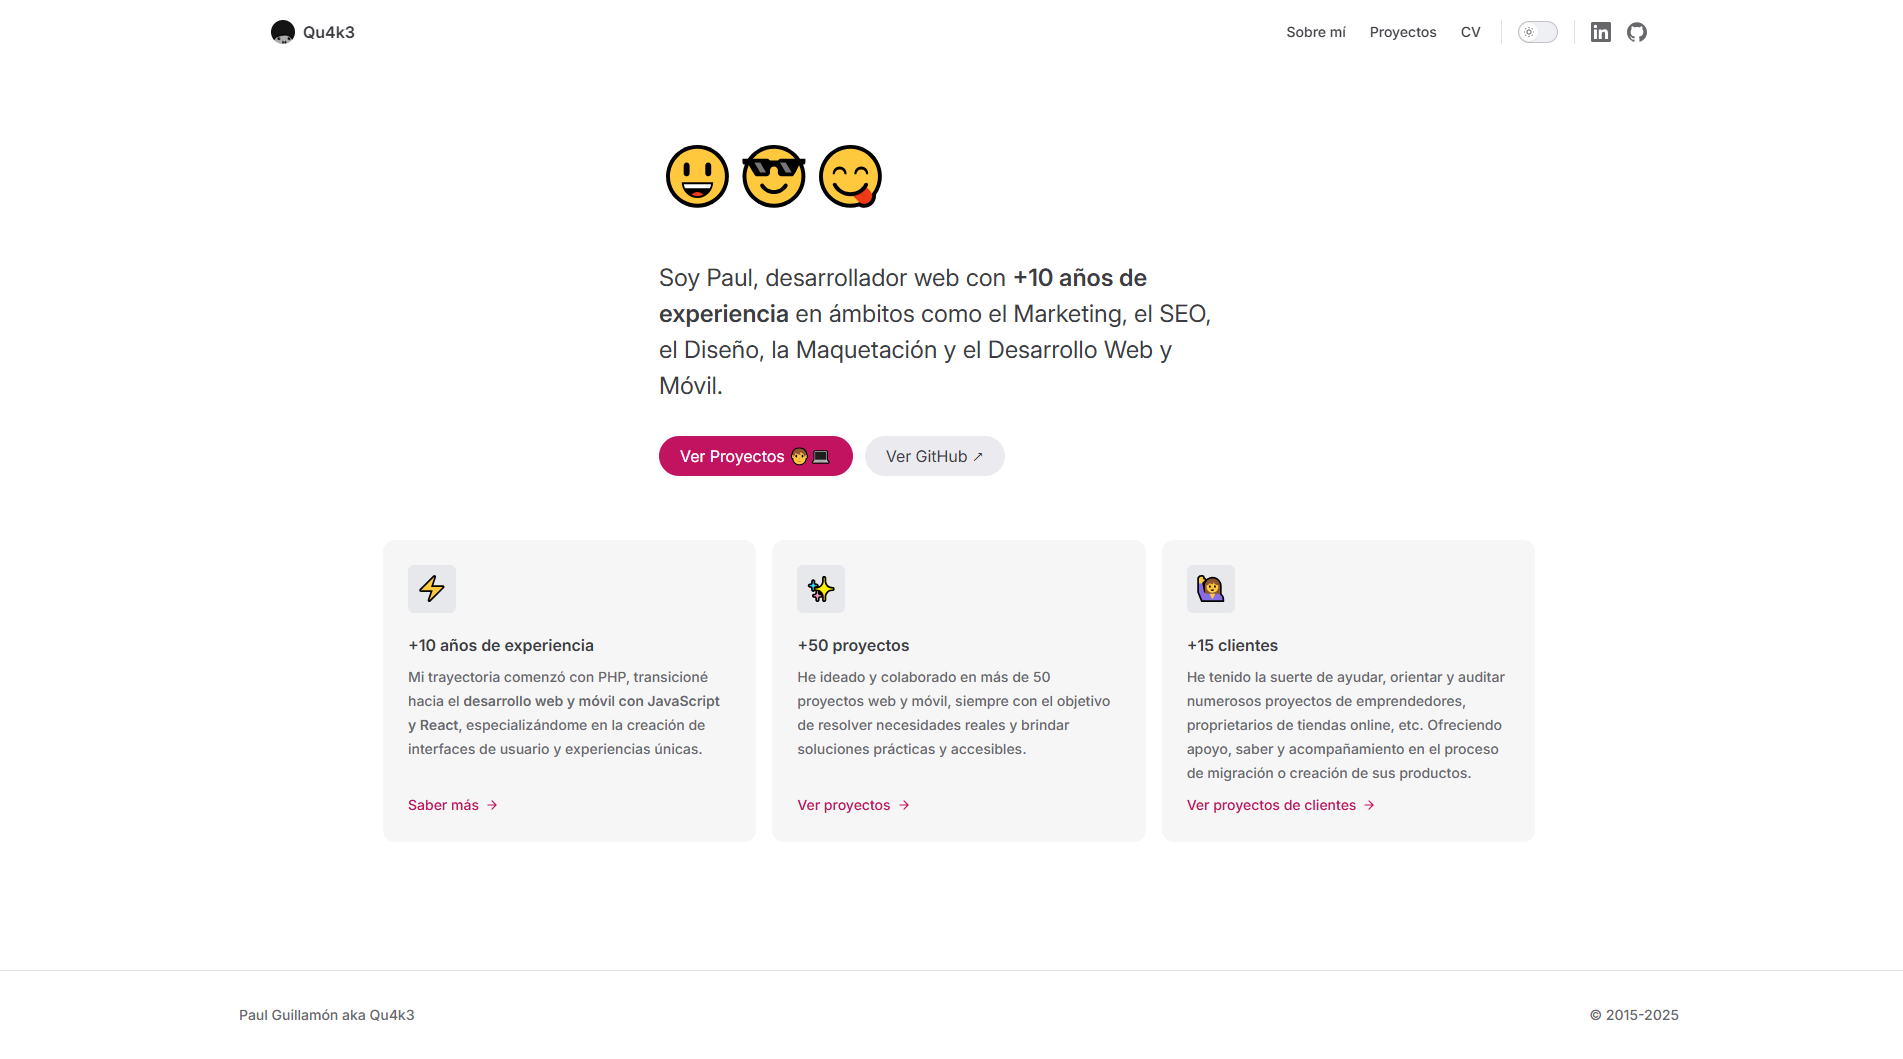 Qu4k3
Sobre mí
Proyectos
CV
Soy Paul, desarrollador web con +10 años de
experiencia en ámbitos como el Marketing, el SEO,
el Diseño, la Maquetación y el Desarrollo Web y
Móvil.
Ver Proyectos 🧑‍💻
Ver GitHub ↗
+10 años de experiencia
Mi trayectoria comenzó con PHP, transicioné
hacia el desarrollo web y móvil con JavaScript
y React, especializándome en la creación de
interfaces de usuario y experiencias únicas.
Saber más →
+50 proyectos
He ideado y colaborado en más de 50
proyectos web y móvil, siempre con el objetivo
de resolver necesidades reales y brindar
soluciones prácticas y accesibles.
Ver proyectos →
+15 clientes
He tenido la suerte de ayudar, orientar y auditar
numerosos proyectos de emprendedores,
proprietarios de tiendas online, etc. Ofreciendo
apoyo, saber y acompañamiento en el proceso
de migración o creación de sus productos.
Ver proyectos de clientes →
Paul Guillamón aka Qu4k3
© 2015-2025